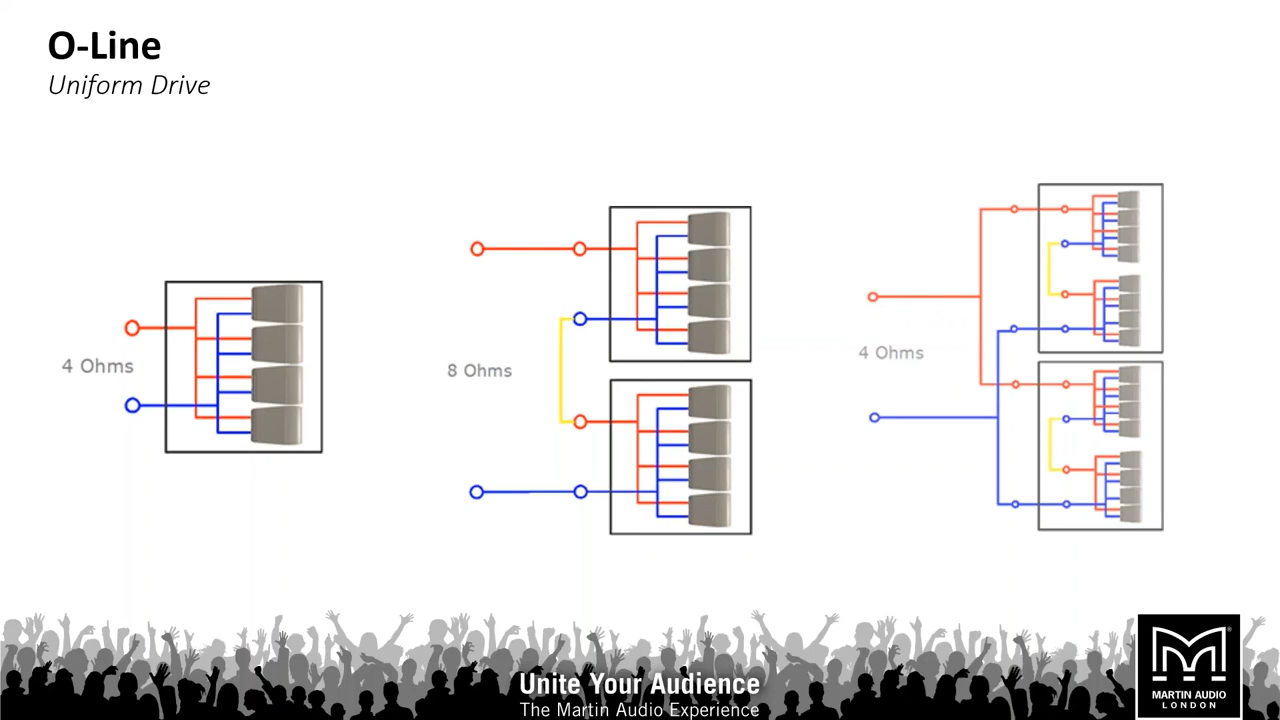 O-Line
Uniform Drive
4 Ohms
8 Ohms
4 Ohms
Unite Your Audience
The Martin Audio Experience
®
MARTIN AUDIO
LONDON